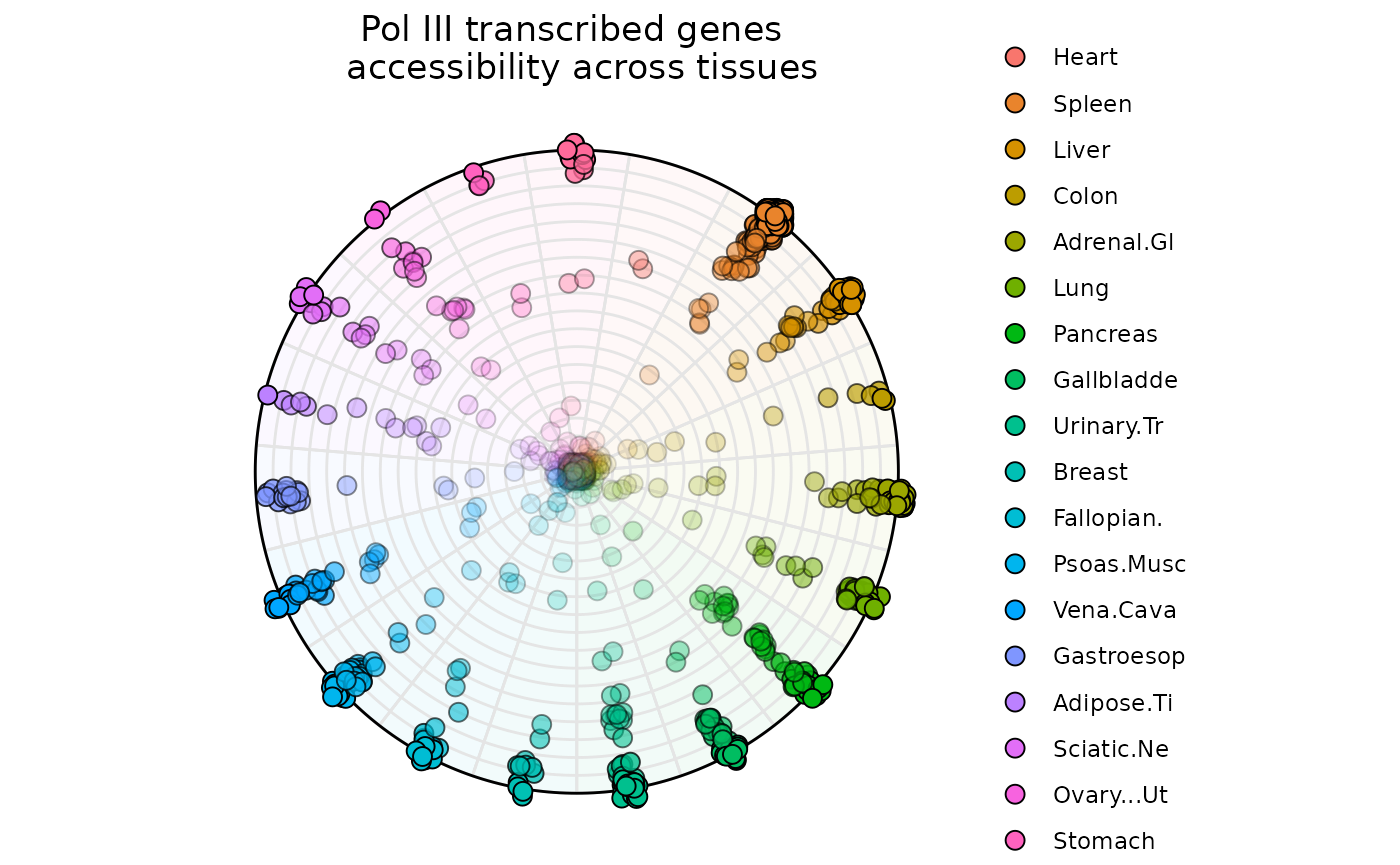 Pol III transcribed genes
accessibility across tissues
Heart
Spleen
Liver
Colon
Adrenal.Gl
Lung
Pancreas
Gallbladde
Urinary.Tr
Breast
Fallopian.
Psoas.Musc
Vena.Cava
Gastroesop
Adipose.Ti
Sciatic.Ne
Ovary...Ut
Stomach